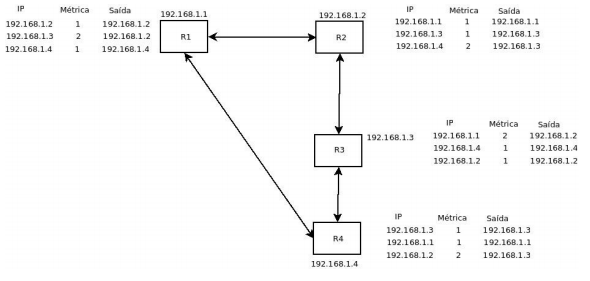 IP Métrica Saída
192.168.1.2 1 192.168.1.2
192.168.1.3 2 192.168.1.2
192.168.1.4 1 192.168.1.4
192.168.1.1
R1
192.168.1.2
R2
IP Métrica Saída
192.168.1.1 1 192.168.1.1
192.168.1.3 1 192.168.1.3
192.168.1.4 2 192.168.1.3
R3
192.168.1.3
IP Métrica Saída
192.168.1.1 2 192.168.1.2
192.168.1.4 1 192.168.1.4
192.168.1.2 1 192.168.1.2
R4
192.168.1.4
IP Métrica Saída
192.168.1.3 1 192.168.1.3
192.168.1.1 1 192.168.1.1
192.168.1.2 2 192.168.1.3